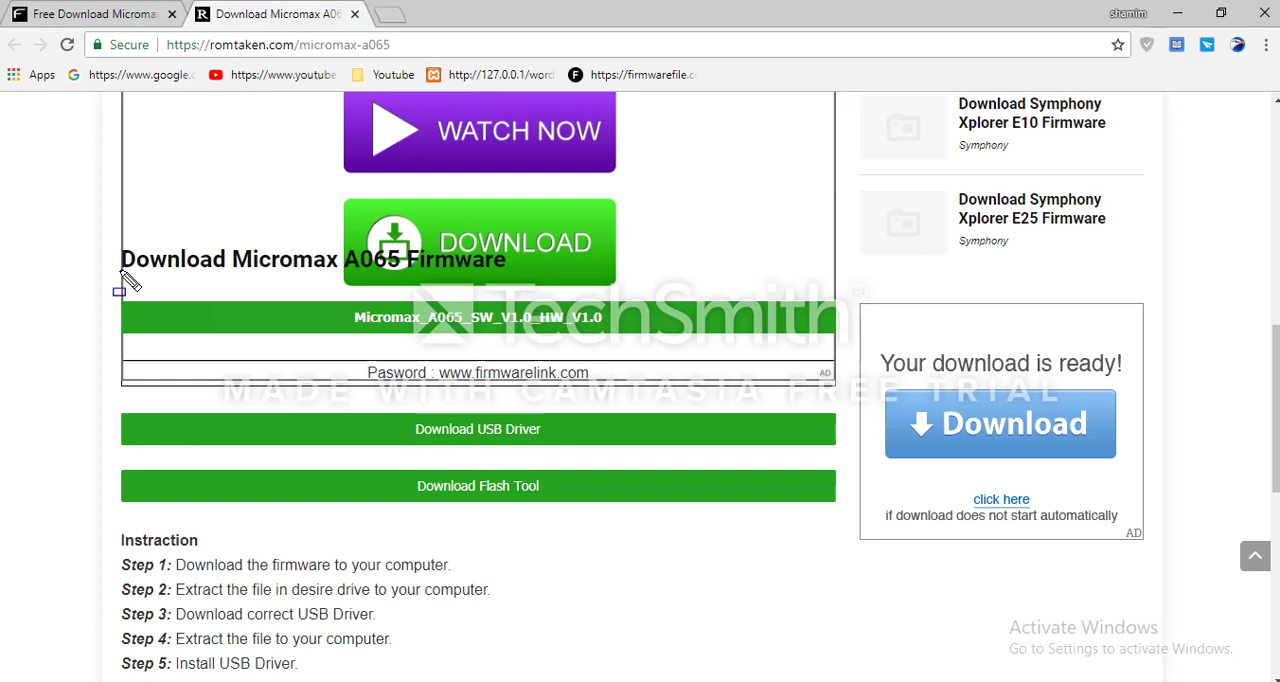 Free Download Microma
Download Micromax A06
shamim
Secure
https://romtaken.com/micromax-a065
Apps
https://www.google.
https://www.youtube
Youtube
http://127.0.0.1/word
https://firmwarefile.c
WATCH NOW
DOWNLOAD
Download Micromax A065 Firmware
Micromax_A065_SW_V1.0_HW_V1.0
Pasword : www.firmwarelink.com
AD
Download USB Driver
Download Flash Tool
Instraction
Step 1: Download the firmware to your computer.
Step 2: Extract the file in desire drive to your computer.
Step 3: Download correct USB Driver.
Step 4: Extract the file to your computer.
Step 5: Install USB Driver.
Download Symphony
Xplorer E10 Firmware
Symphony
Download Symphony
Xplorer E25 Firmware
Symphony
Your download is ready!
Download
click here
if download does not start automatically
AD
TechSmith
MADE WITH CAMTASIA FREE TRIAL
Activate Windows
Go to Settings to activate Windows.